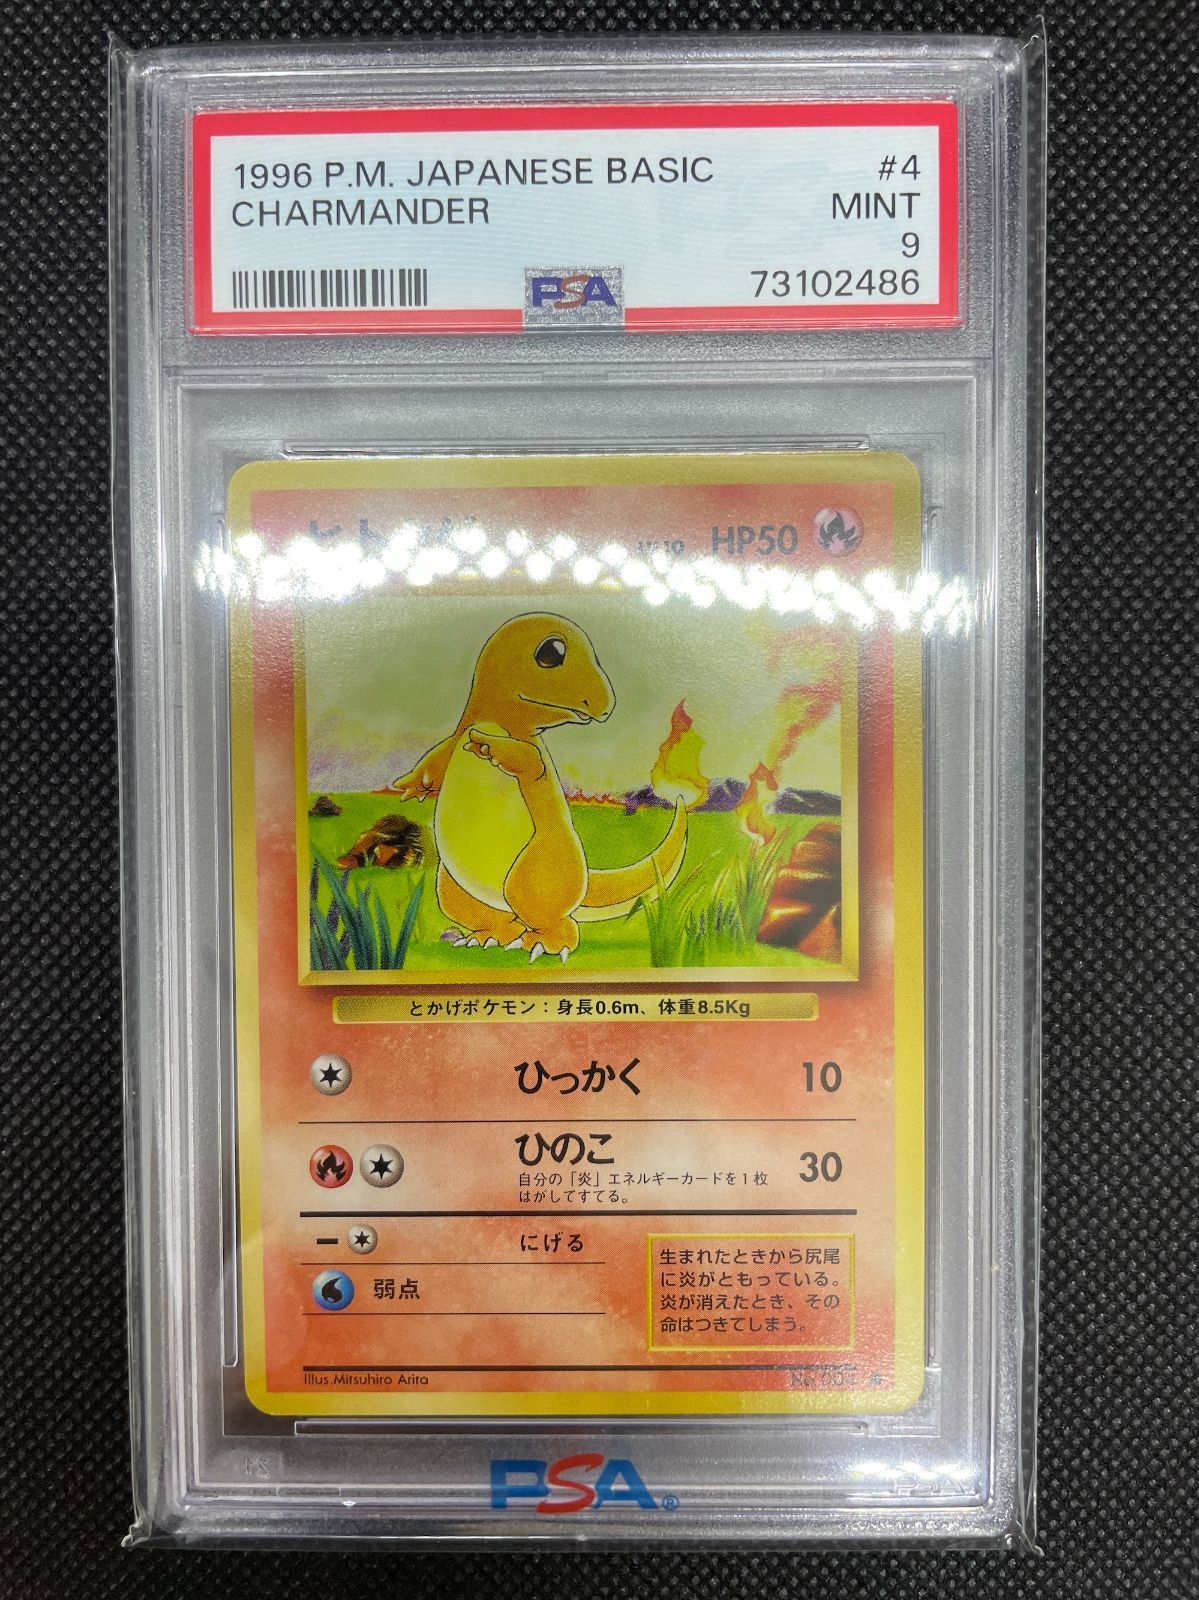 1996 P.M. JAPANESE BASIC #4
CHARMANDER MINT
9
PSA 73102486
HP50
とかげポケモン：身長0.6m、体重8.5Kg
ひっかく 10
ひのこ 30
自分の「炎」エネルギーカードを1枚
はがしてすてる。
にげる
弱点
生まれたときから尻尾
に炎がともっている。
炎が消えたとき、その
命はつきてしまう。
Illus.Mitsuhiro Arita
No.004
PSA®